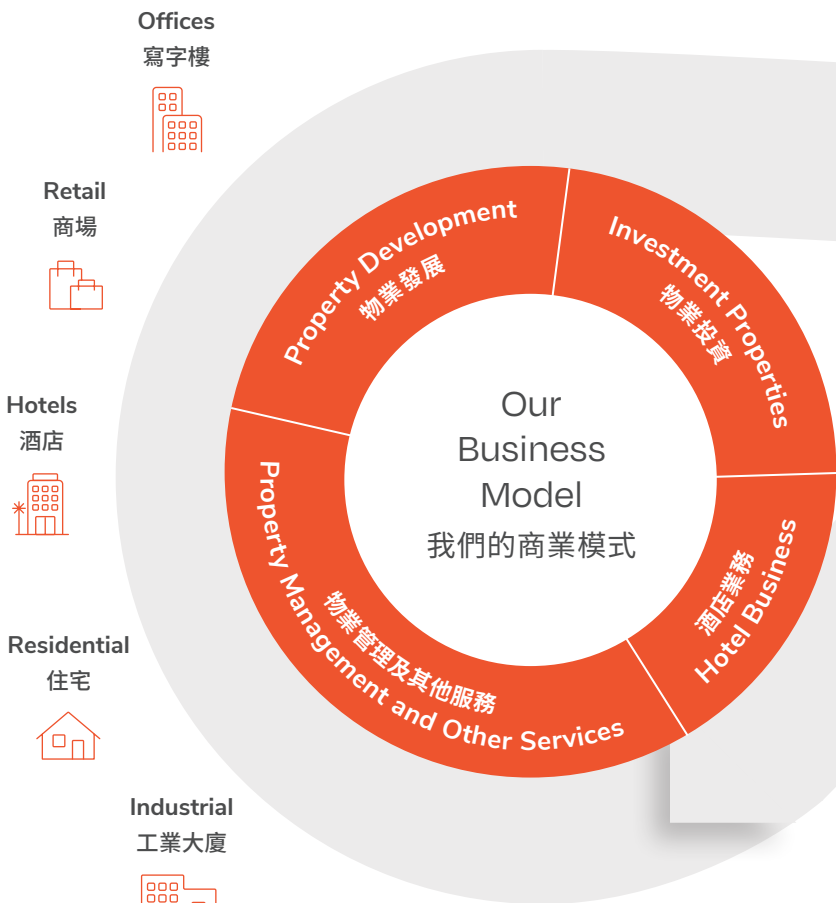 Offices
寫字樓
Retail
商場
Hotels
酒店
Residential
住宅
Industrial
工業大廈
Property Development
物業發展
Investment Properties
物業投資
酒店業務
Hotel Business
物業管理及其他服務
Property Management and Other Services
Our
Business
Model
我們的商業模式